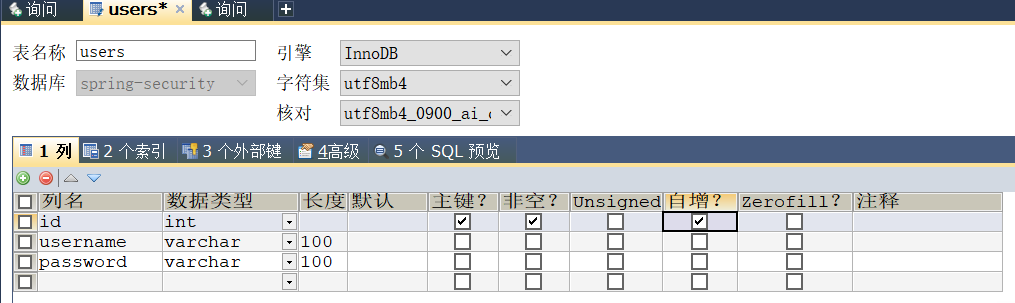 询问 users* 询问
表名称 users 引擎 InnoDB
数据库 spring-security 字符集 utf8mb4
核对 utf8mb4_0900_ai_
1 列 2 个索引 3 个外部键 4高级 5 个 SQL 预览
列名 数据类型 长度 默认 主键? 非空? Unsigned 自增? Zerofill? 注释
id int
username varchar 100
password varchar 100